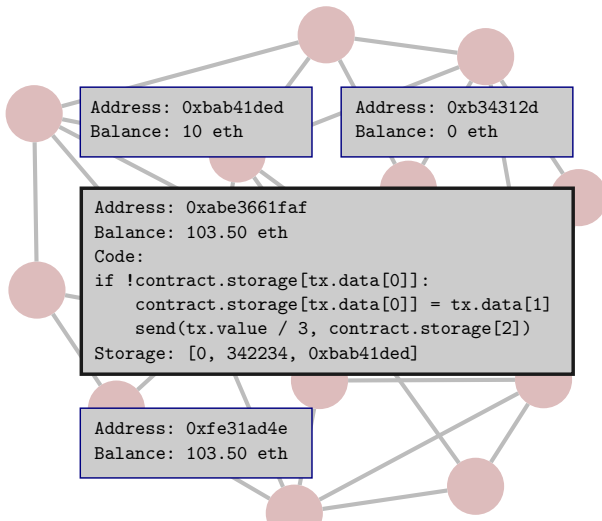 Address: 0xbab41ded
Balance: 10 eth
Address: 0xb34312d
Balance: 0 eth
Address: 0xabe3661faf
Balance: 103.50 eth
Code:
if !contract.storage[tx.data[0]]:
    contract.storage[tx.data[0]] = tx.data[1]
    send(tx.value / 3, contract.storage[2])
Storage: [0, 342234, 0xbab41ded]
Address: 0xfe31ad4e
Balance: 103.50 eth